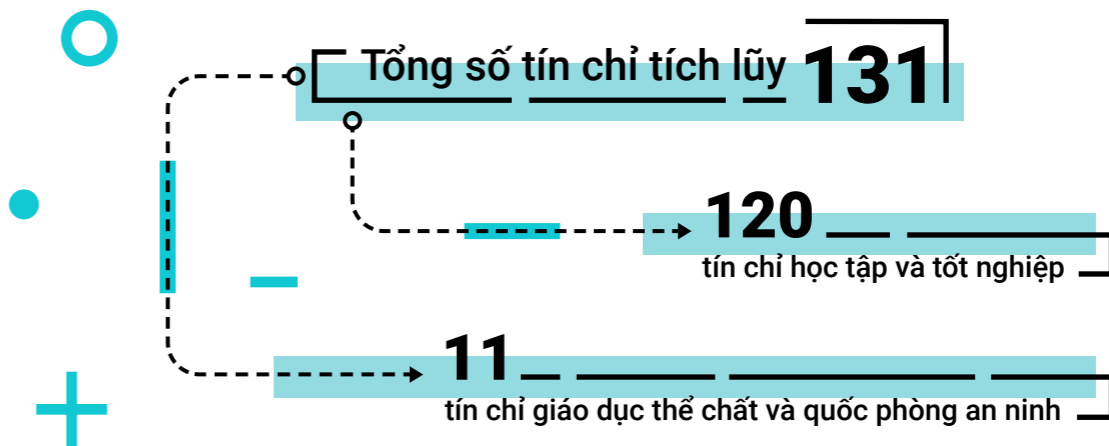 Tổng số tín chỉ tích lũy 131
120
tín chỉ học tập và tốt nghiệp
11
tín chỉ giáo dục thể chất và quốc phòng an ninh